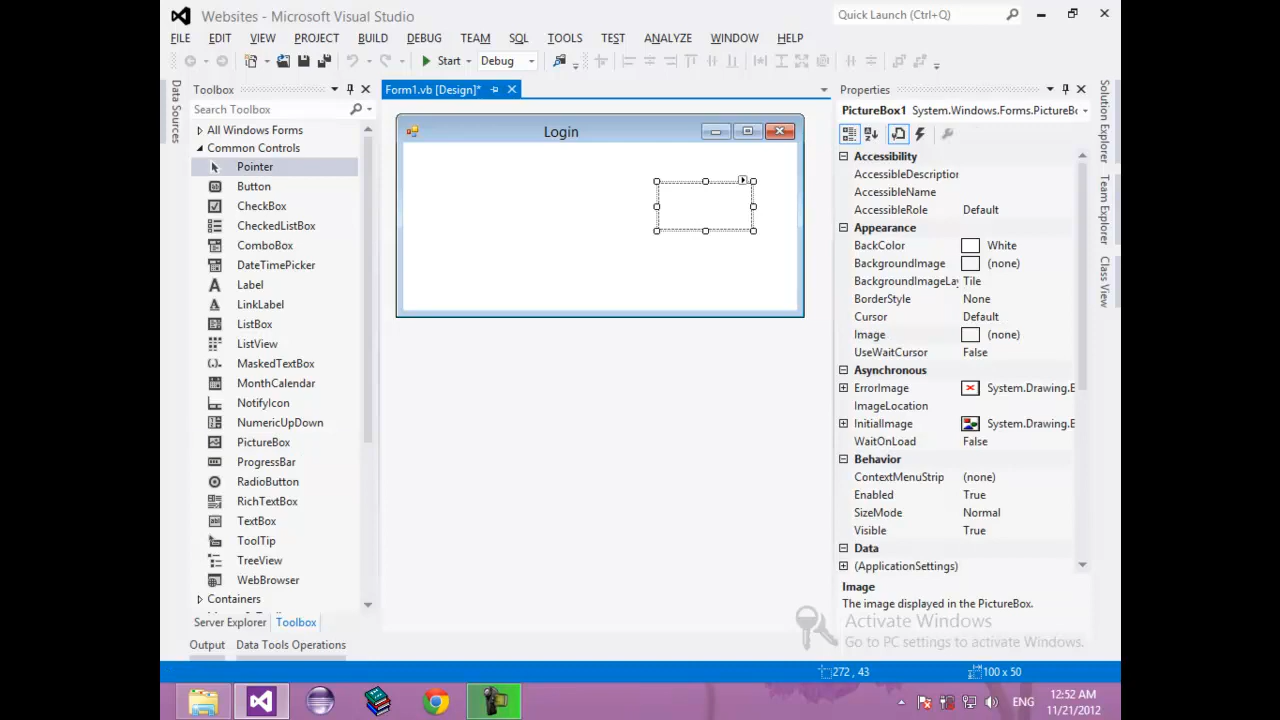 Websites - Microsoft Visual Studio
Quick Launch (Ctrl+Q)
FILE EDIT VIEW PROJECT BUILD DEBUG TEAM SQL TOOLS TEST ANALYZE WINDOW HELP
Start Debug
Data Sources
Toolbox
Search Toolbox
All Windows Forms
Common Controls
Pointer
Button
CheckBox
CheckedListBox
ComboBox
DateTimePicker
Label
LinkLabel
ListBox
ListView
MaskedTextBox
MonthCalendar
NotifyIcon
NumericUpDown
PictureBox
ProgressBar
RadioButton
RichTextBox
TextBox
ToolTip
TreeView
WebBrowser
Containers
Server Explorer Toolbox
Output Data Tools Operations
Form1.vb [Design]*
Login
Properties
PictureBox1 System.Windows.Forms.PictureBo
Accessibility
AccessibleDescription
AccessibleName
AccessibleRole Default
Appearance
BackColor White
BackgroundImage (none)
BackgroundImageLay Tile
BorderStyle None
Cursor Default
Image (none)
UseWaitCursor False
Asynchronous
ErrorImage System.Drawing.E
ImageLocation
InitialImage System.Drawing.E
WaitOnLoad False
Behavior
ContextMenuStrip (none)
Enabled True
SizeMode Normal
Visible True
Data
(ApplicationSettings)
Image
The image displayed in the PictureBox.
Activate Windows
Go to PC settings to activate Windows.
Solution Explorer
Team Explorer
Class View
272 , 43
100 x 50
ENG
12:52 AM
11/21/2012